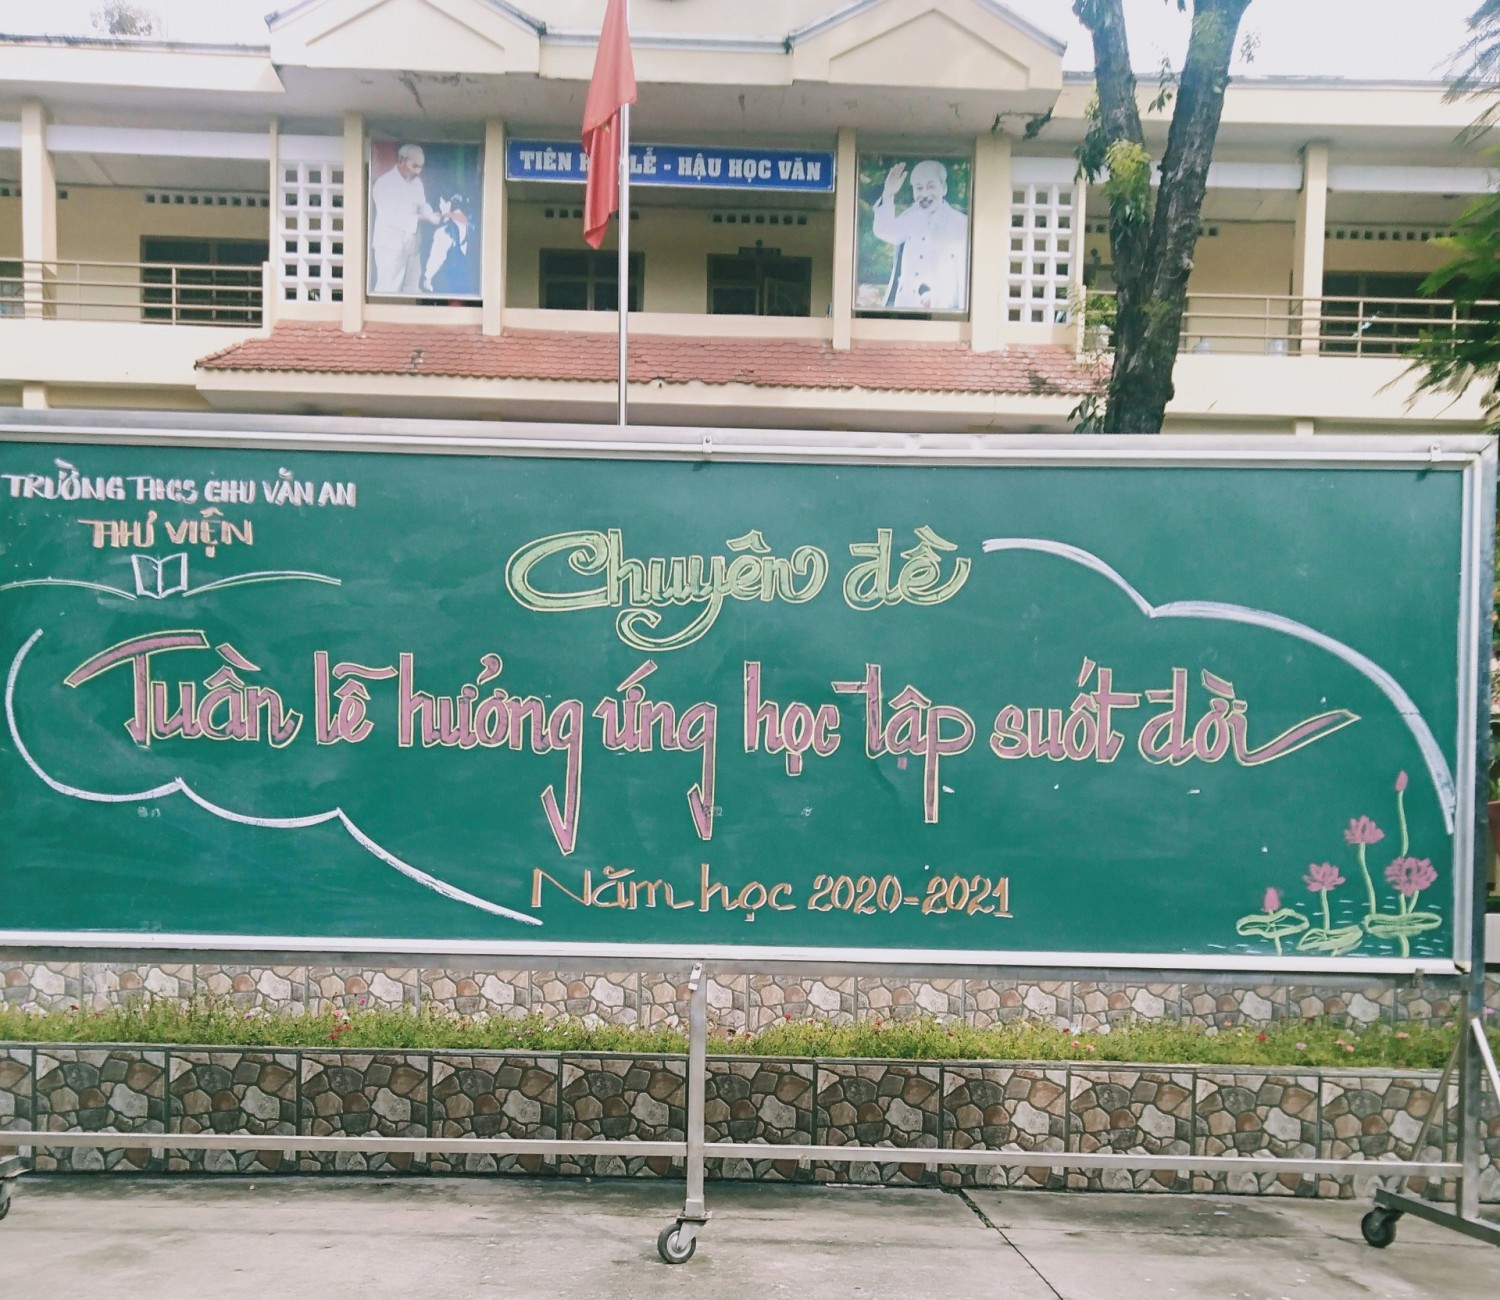 TIÊN LỄ - HẬU HỌC VĂN
TRƯỜNG THCS CHU VĂN AN
THƯ VIỆN
Chuyên đề
Tuần lễ hưởng ứng học tập suốt đời
Năm học 2020-2021